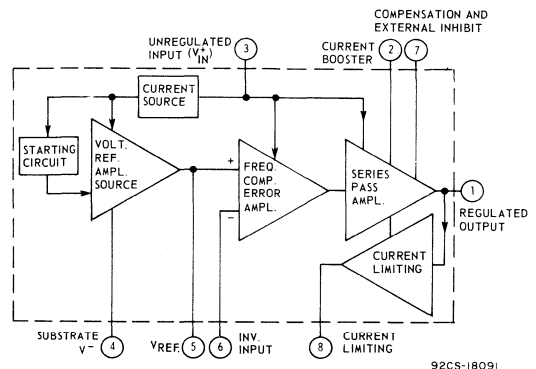 COMPENSATION AND
EXTERNAL INHIBIT
UNREGULATED
INPUT (V+IN)
3
CURRENT
BOOSTER
2
7
CURRENT
SOURCE
STARTING
CIRCUIT
VOLT.
REF.
AMPL.
SOURCE
+
FREQ.
COMP.
ERROR
AMPL.
−
SERIES
PASS
AMPL.
1
REGULATED
OUTPUT
CURRENT
LIMITING
SUBSTRATE
V−
4
VREF.
5
6
INV.
INPUT
8
CURRENT
LIMITING
92CS-18091